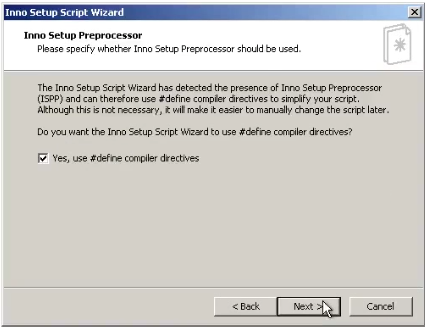 Inno Setup Script Wizard
Inno Setup Preprocessor
Please specify whether Inno Setup Preprocessor should be used.
The Inno Setup Script Wizard has detected the presence of Inno Setup Preprocessor
(ISPP) and can therefore use #define compiler directives to simplify your script.
Although this is not necessary, it will make it easier to manually change the script later.
Do you want the Inno Setup Script Wizard to use #define compiler directives?
Yes, use #define compiler directives
< Back Next > Cancel